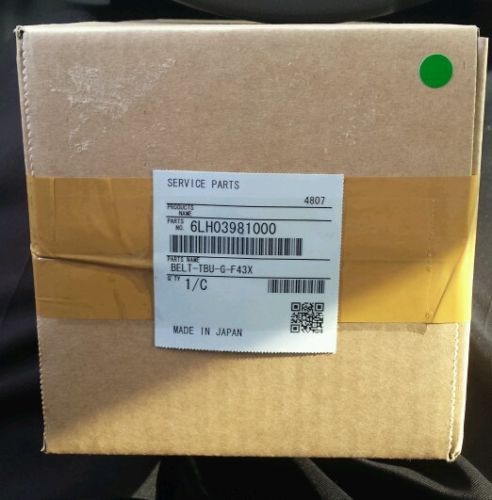 SERVICE PARTS
4807
PRODUCTS
NAME
PARTS
NO. 6LH03981000
PARTS NAME
BELT-TBU-G-F43X
Q'TY 1/C
MADE IN JAPAN